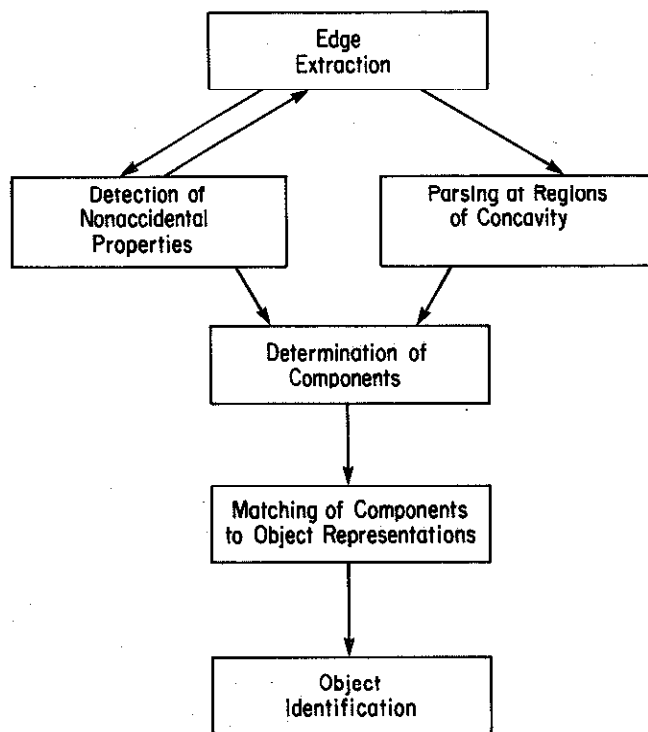 Edge
Extraction
Detection of
Nonaccidental
Properties
Parsing at Regions
of Concavity
Determination of
Components
Matching of Components
to Object Representations
Object
Identification